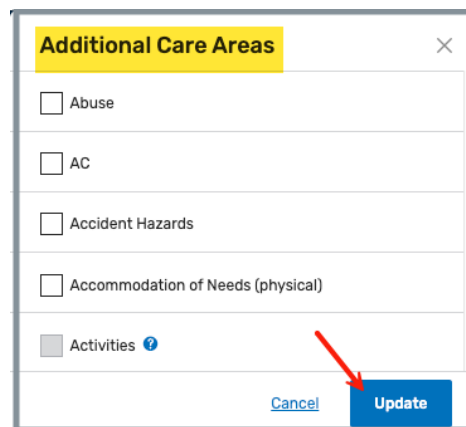 Additional Care Areas
Abuse
AC
Accident Hazards
Accommodation of Needs (physical)
Activities ?
Cancel Update